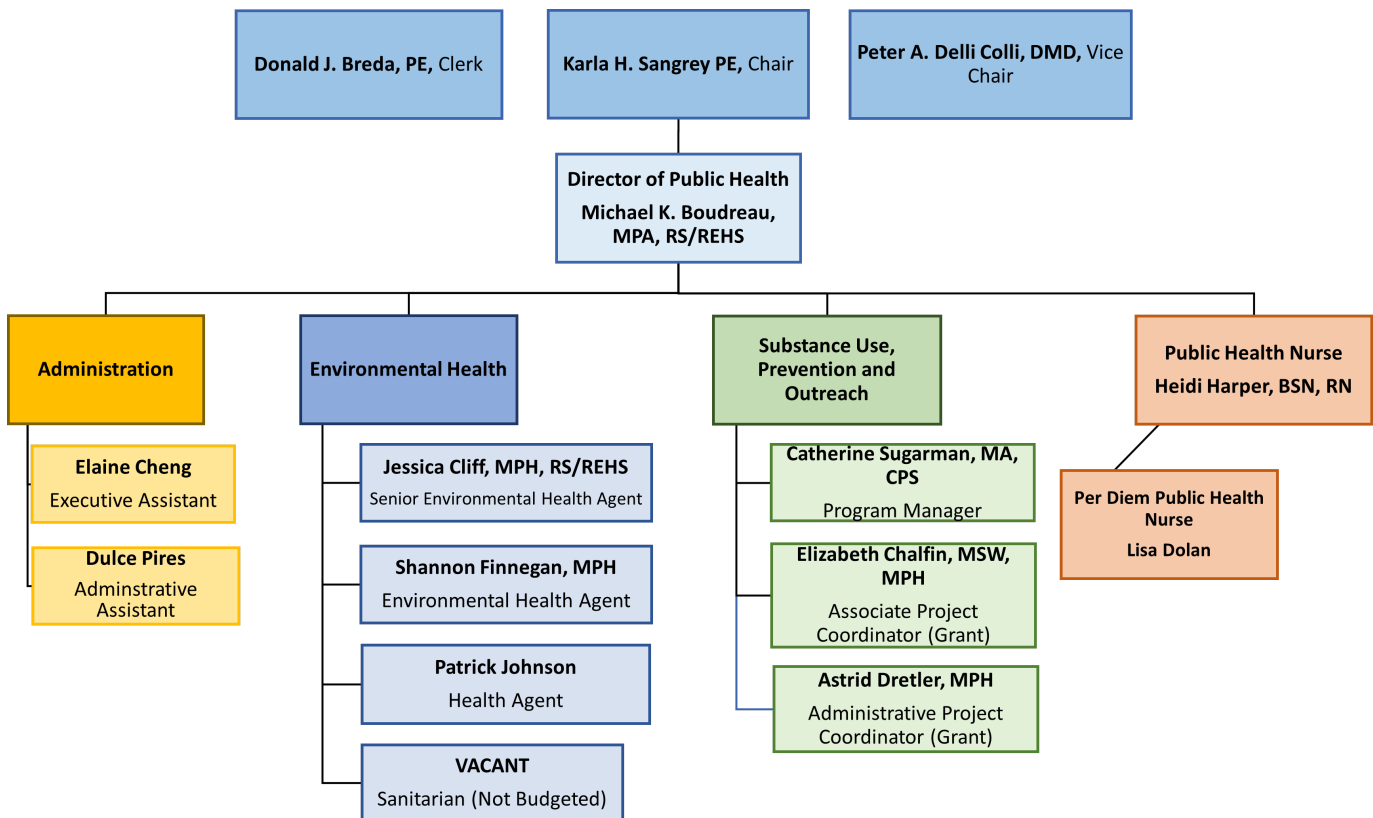 Donald J. Breda, PE, Clerk
Karla H. Sangrey PE, Chair
Peter A. Delli Colli, DMD, Vice
Chair
Director of Public Health
Michael K. Boudreau,
MPA, RS/REHS
Administration
Elaine Cheng
Executive Assistant
Dulce Pires
Adminstrative
Assistant
Environmental Health
Jessica Cliff, MPH, RS/REHS
Senior Environmental Health Agent
Shannon Finnegan, MPH
Environmental Health Agent
Patrick Johnson
Health Agent
VACANT
Sanitarian (Not Budgeted)
Substance Use,
Prevention and
Outreach
Catherine Sugarman, MA,
CPS
Program Manager
Elizabeth Chalfin, MSW,
MPH
Associate Project
Coordinator (Grant)
Astrid Dretler, MPH
Administrative Project
Coordinator (Grant)
Public Health Nurse
Heidi Harper, BSN, RN
Per Diem Public Health
Nurse
Lisa Dolan